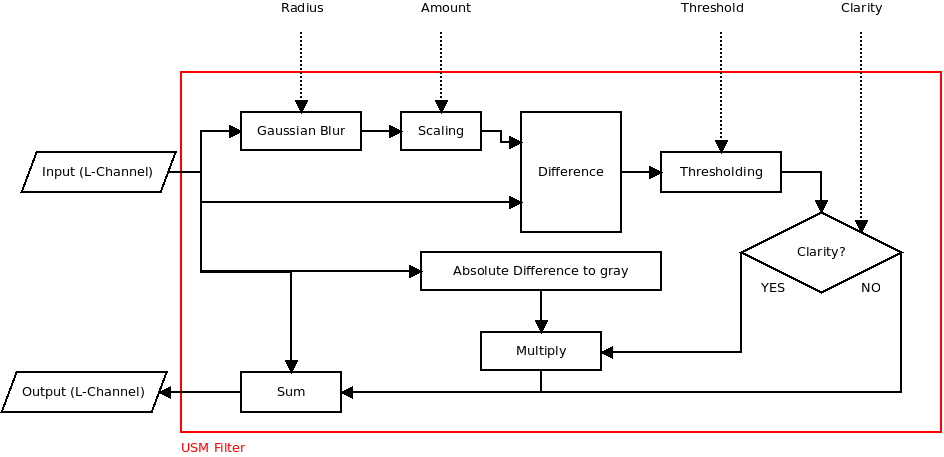 Radius
Amount
Threshold
Clarity
Gaussian Blur
Scaling
Input (L-Channel)
Difference
Thresholding
Clarity?
Absolute Difference to gray
YES
NO
Multiply
Output (L-Channel)
Sum
USM Filter